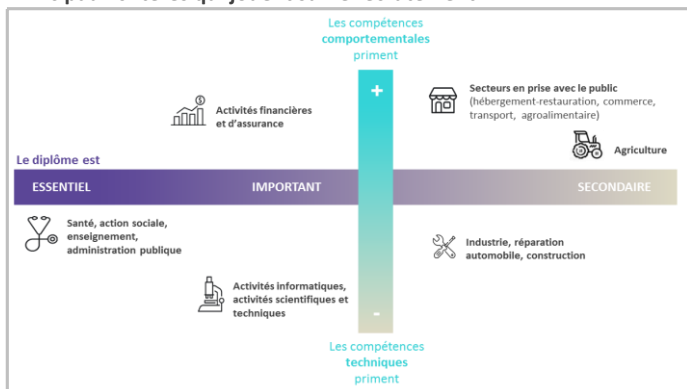 Les compétences
comportementales
priment
+
Secteurs en prise avec le public
(hébergement-restauration, commerce,
transport, agroalimentaire)
$
Activités financières
et d'assurance
Agriculture
Le diplôme est
ESSENTIEL
IMPORTANT
SECONDAIRE
Santé, action sociale,
enseignement,
administration publique
Industrie, réparation
automobile, construction
Activités informatiques,
activités scientifiques et
techniques
-
Les compétences
techniques
priment